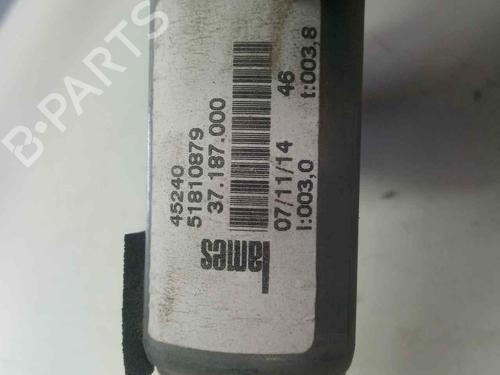 45240
51810879
37.187.000
07/11/14 46
I:003,0 t:003,8
lames
B-PARTS